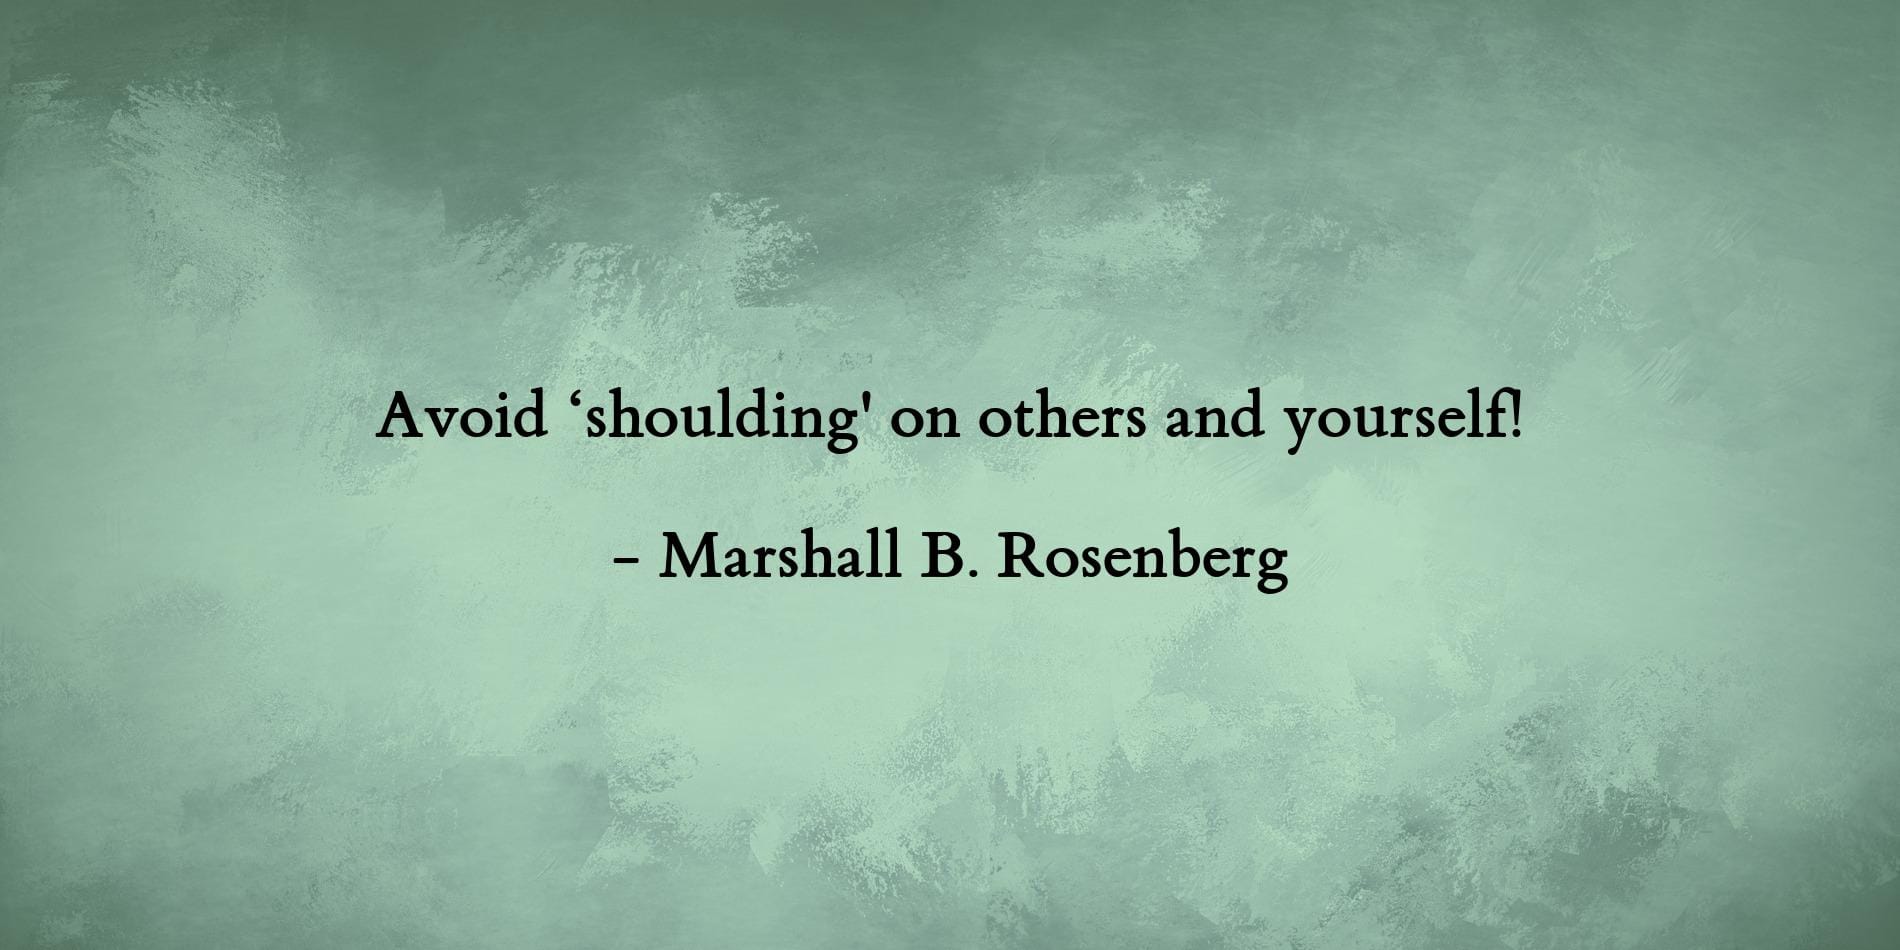 Avoid ‘shoulding' on others and yourself!
– Marshall B. Rosenberg